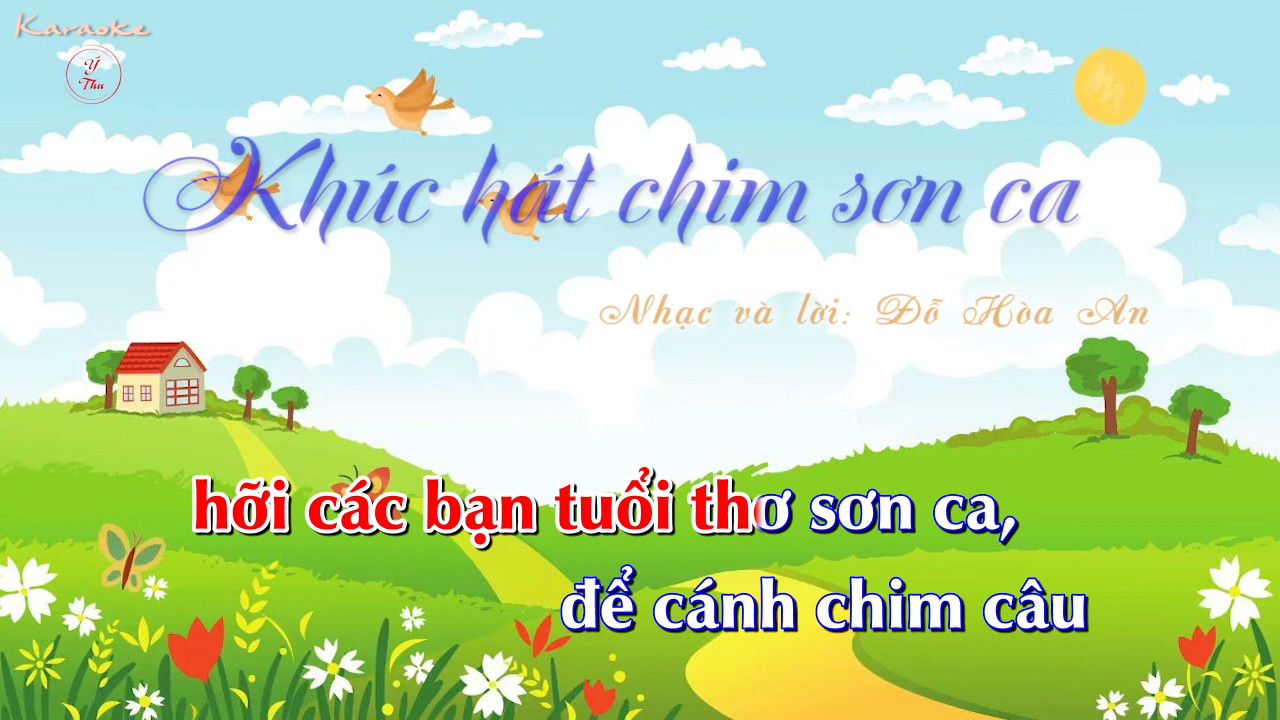 Karaoke
Ý
Thu
Khúc hát chim sơn ca
Nhạc và lời: Đỗ Hòa An
hỡi các bạn tuổi thơ sơn ca,
để cánh chim câu